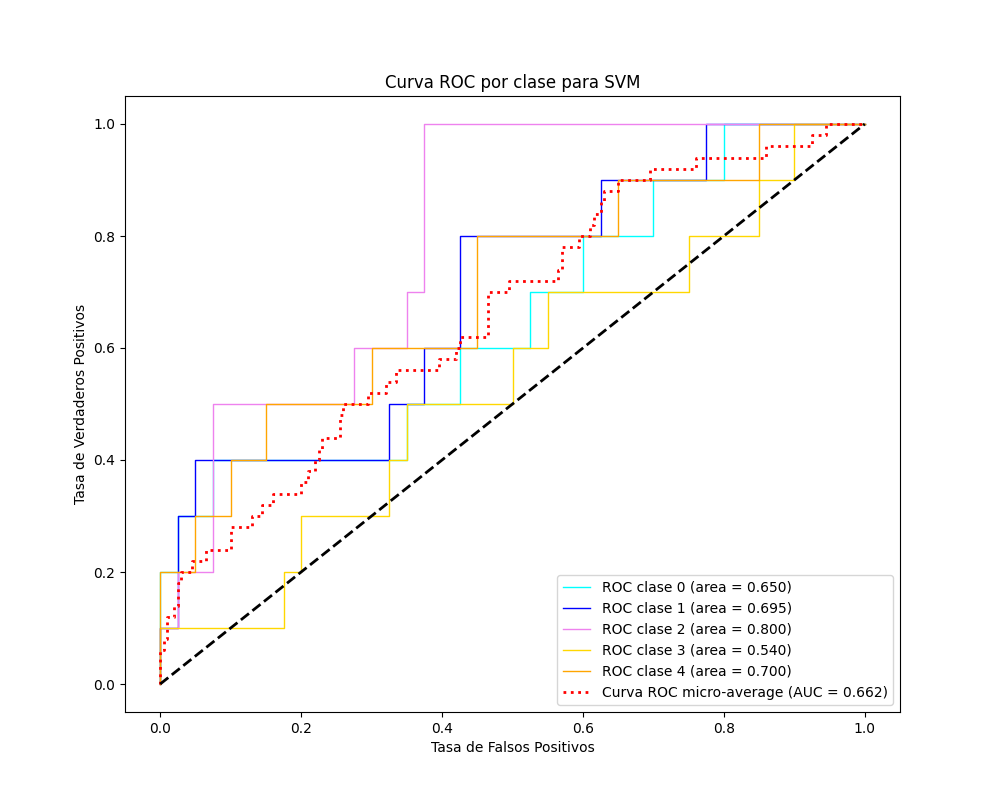 Curva ROC por clase para SVM
Tasa de Verdaderos Positivos
1.0
0.8
0.6
0.4
0.2
0.0
ROC clase 0 (area = 0.650)
ROC clase 1 (area = 0.695)
ROC clase 2 (area = 0.800)
ROC clase 3 (area = 0.540)
ROC clase 4 (area = 0.700)
Curva ROC micro-average (AUC = 0.662)
0.0 0.2 0.4 0.6 0.8 1.0
Tasa de Falsos Positivos